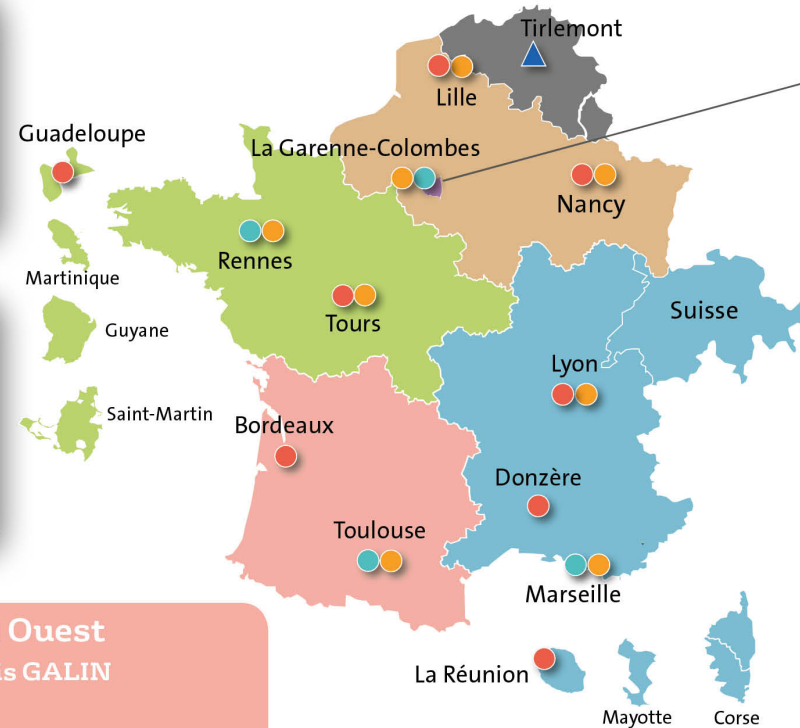 Tirlemont
Lille
Guadeloupe
La Garenne-Colombes
Nancy
Rennes
Martinique
Suisse
Guyane
Tours
Lyon
Saint-Martin
Bordeaux
Donzère
Toulouse
Marseille
Ouest
GALIN
La Réunion
Mayotte
Corse